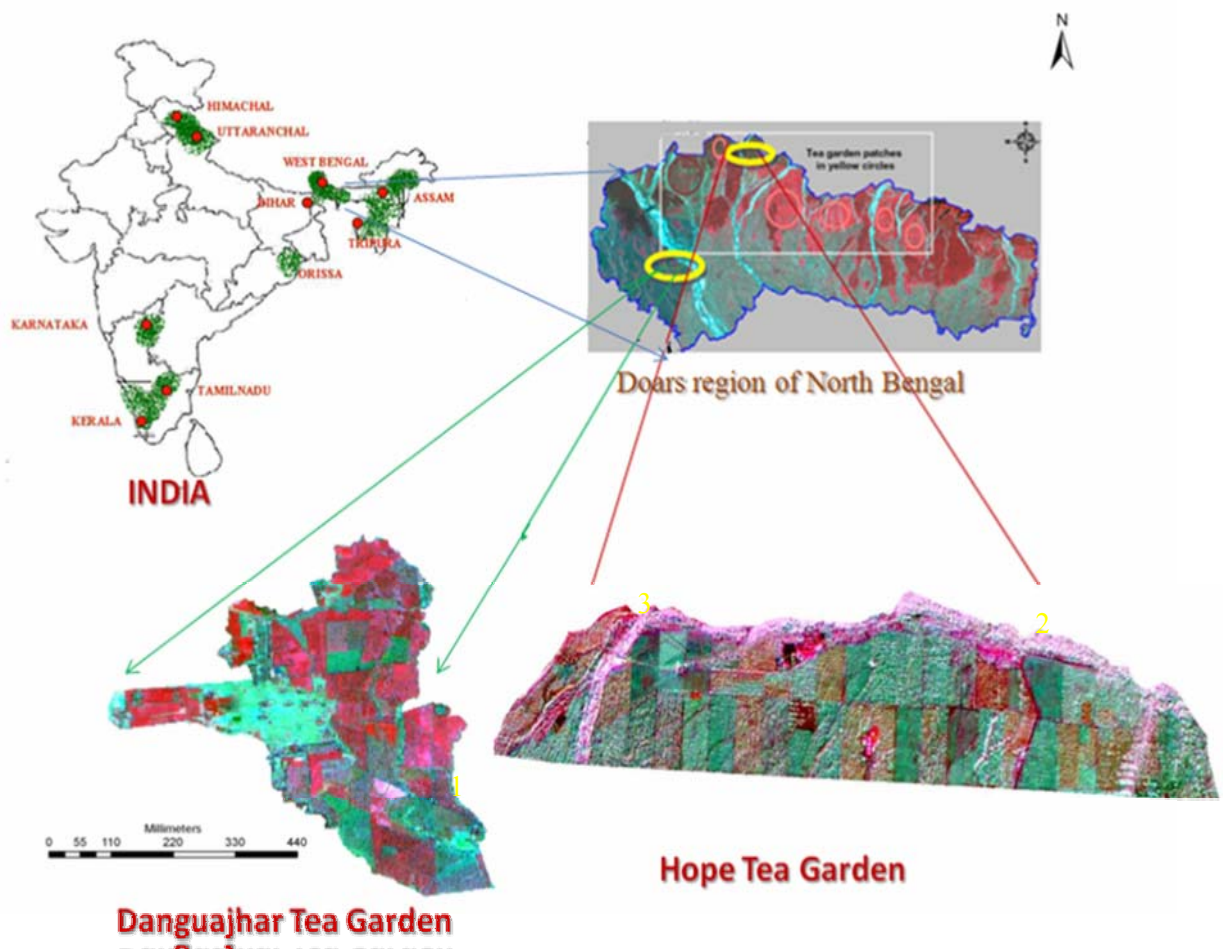 N
HIMACHAL
UTTARANCHAL
WEST BENGAL
BIHAR
ASSAM
TRIPURA
ORISSA
KARNATAKA
TAMILNADU
KERALA
INDIA
Tea garden patches
in yellow circles
Doars region of North Bengal
3
2
1
Millimeters
0 55 110 220 330 440
Hope Tea Garden
Danguajhar Tea Garden